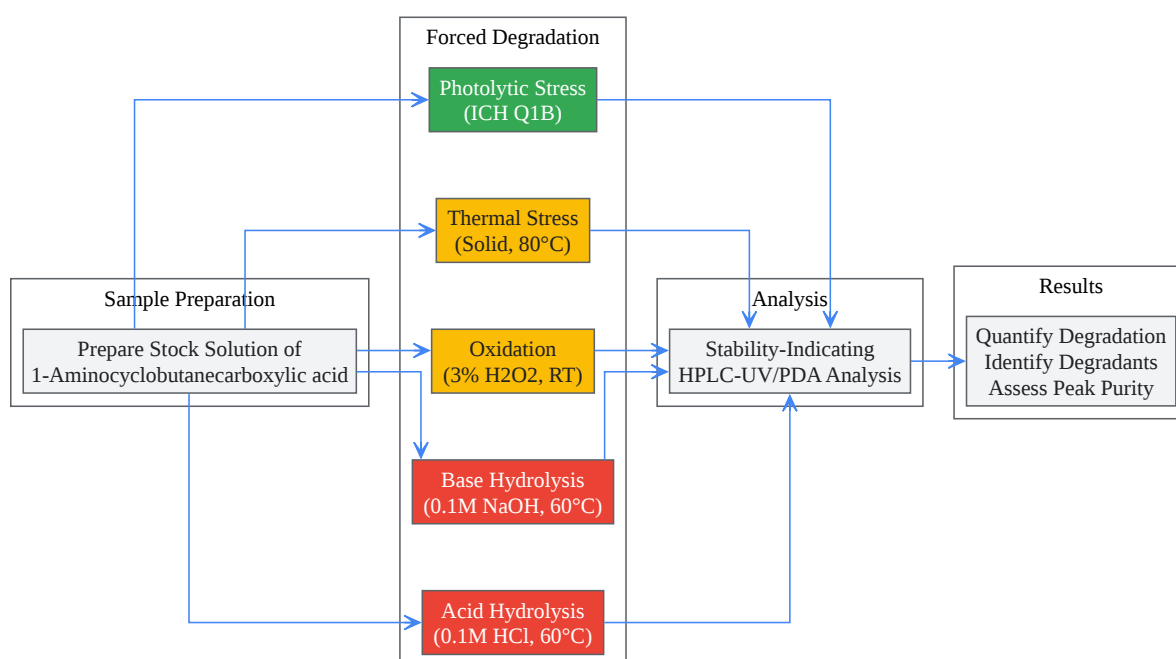 Forced Degradation
Photolytic Stress
(ICH Q1B)
Thermal Stress
(Solid, 80°C)
Sample Preparation
Prepare Stock Solution of
1-Aminocyclobutanecarboxylic acid
Oxidation
(3% H2O2, RT)
Base Hydrolysis
(0.1M NaOH, 60°C)
Acid Hydrolysis
(0.1M HCl, 60°C)
Analysis
Stability-Indicating
HPLC-UV/PDA Analysis
Results
Quantify Degradation
Identify Degradants
Assess Peak Purity